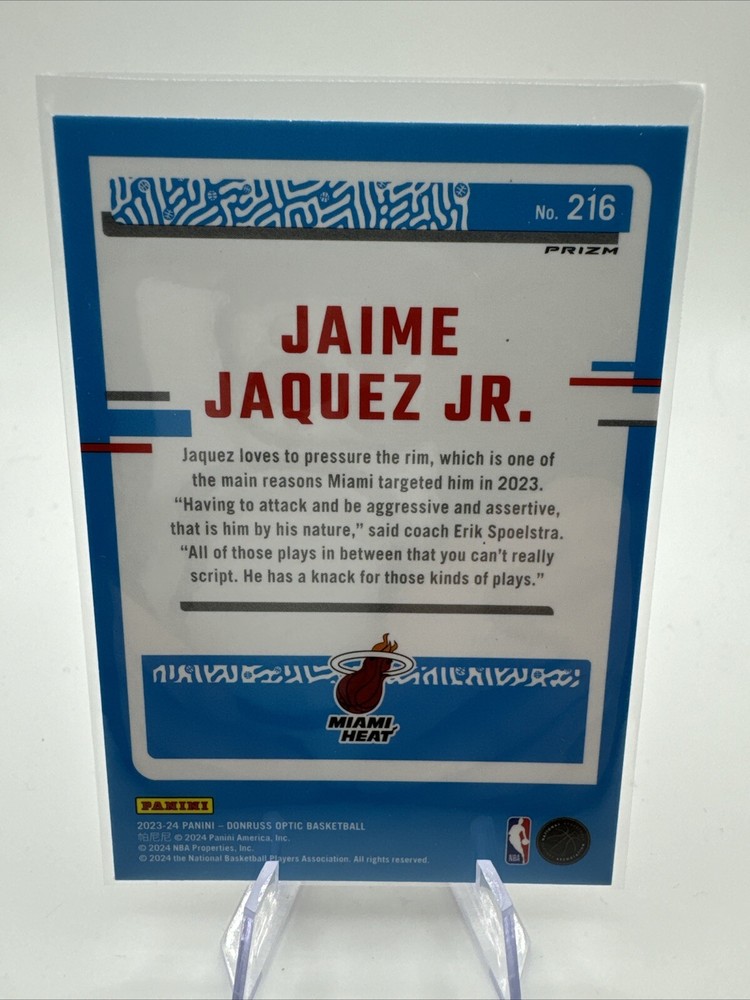 No. 216
PRIZM
JAIME
JAQUEZ JR.
Jaquez loves to pressure the rim, which is one of
the main reasons Miami targeted him in 2023.
“Having to attack and be aggressive and assertive,
that is him by his nature,” said coach Erik Spoelstra.
“All of those plays in between that you can't really
script. He has a knack for those kinds of plays.”
MIAMI
HEAT
PANINI
2023-24 PANINI – DONRUSS OPTIC BASKETBALL
帕尼尼 © 2024 Panini America, Inc.
© 2024 NBA Properties, Inc.
© 2024 the National Basketball Players Association. All rights reserved.
NBA